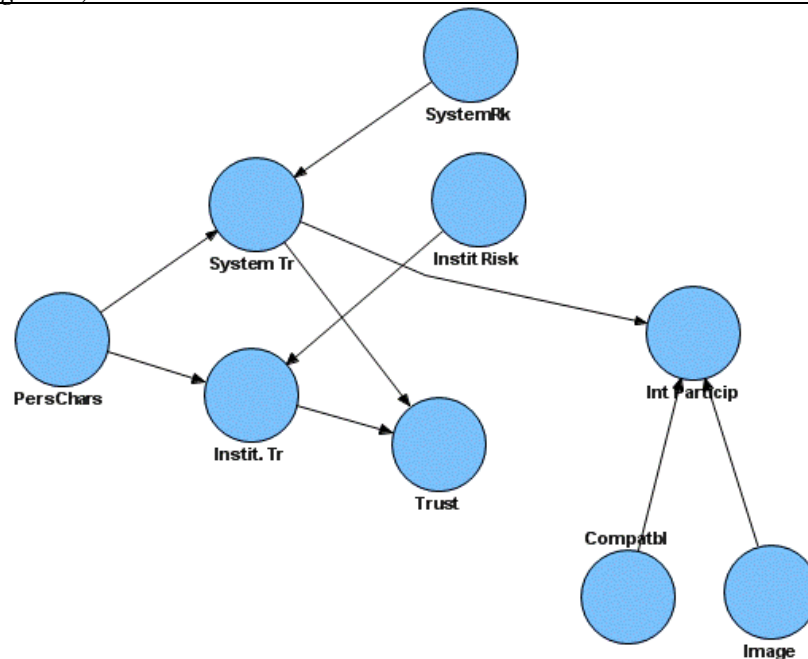 SystemRk
System Tr
Instit Risk
PersChars
Int Particip
Instit. Tr
Trust
Compatbl
Image